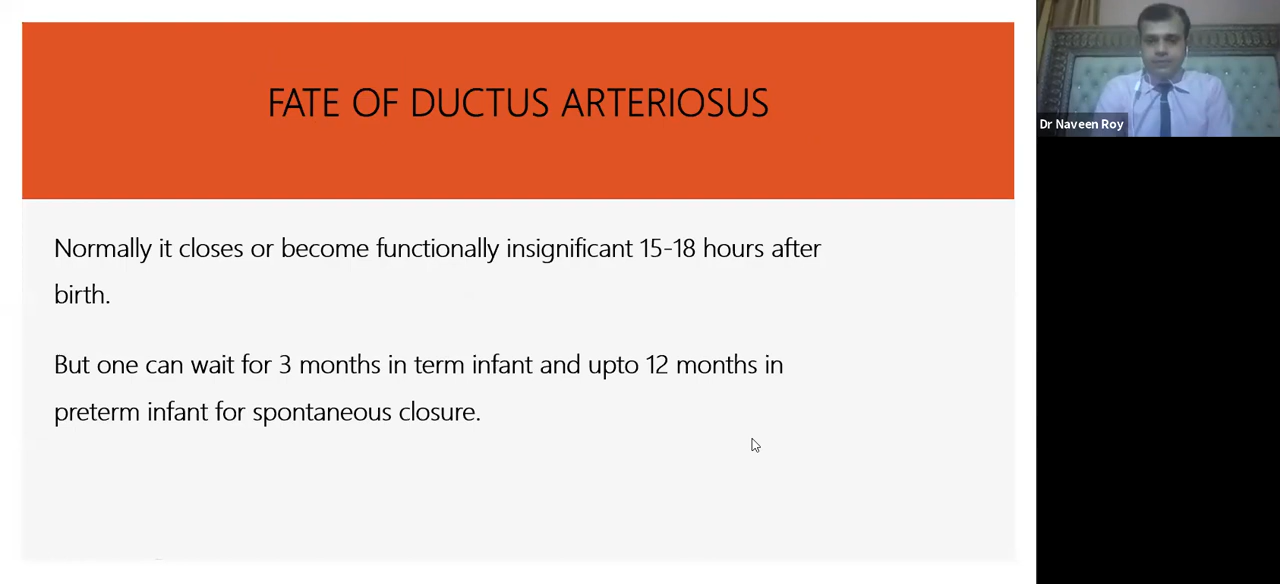 FATE OF DUCTUS ARTERIOSUS
Dr Naveen Roy
Normally it closes or become functionally insignificant 15-18 hours after
birth.
But one can wait for 3 months in term infant and upto 12 months in
preterm infant for spontaneous closure.